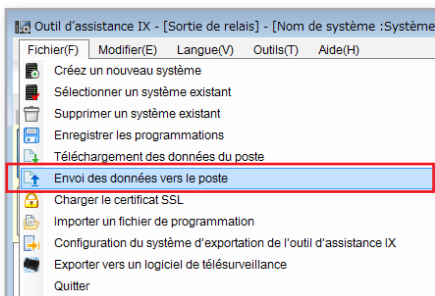 Outil d'assistance IX - [Sortie de relais] - [Nom de système :Système
Fichier(F) Modifier(E) Langue(V) Outils(T) Aide(H)
Créez un nouveau système
Sélectionner un système existant
Supprimer un système existant
Enregistrer les programmations
Téléchargement des données du poste
Envoi des données vers le poste
Charger le certificat SSL
Importer un fichier de programmation
Configuration du système d'exportation de l'outil d'assistance IX
Exporter vers un logiciel de télésurveillance
Quitter